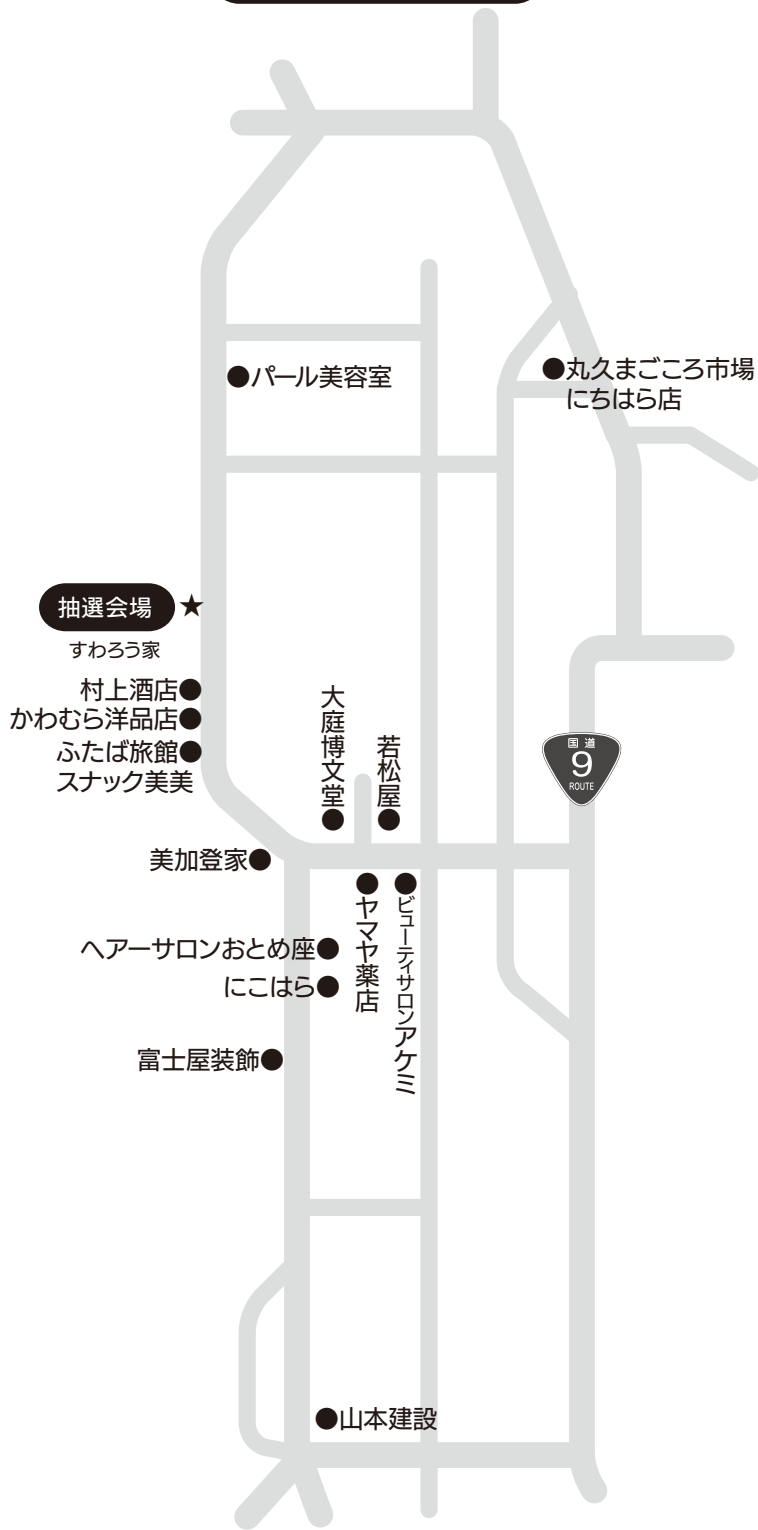 パール美容室
丸久まごころ市場
にちはら店
抽選会場
★
すわろう家
村上酒店
かわむら洋品店
ふたば旅館
スナック美美
大庭博文堂
若松屋
国道
9
ROUTE
美加登家
ヤマヤ薬店
ビューティサロンアケミ
ヘアーサロンおとめ座
にこはら
富士屋装飾
山本建設